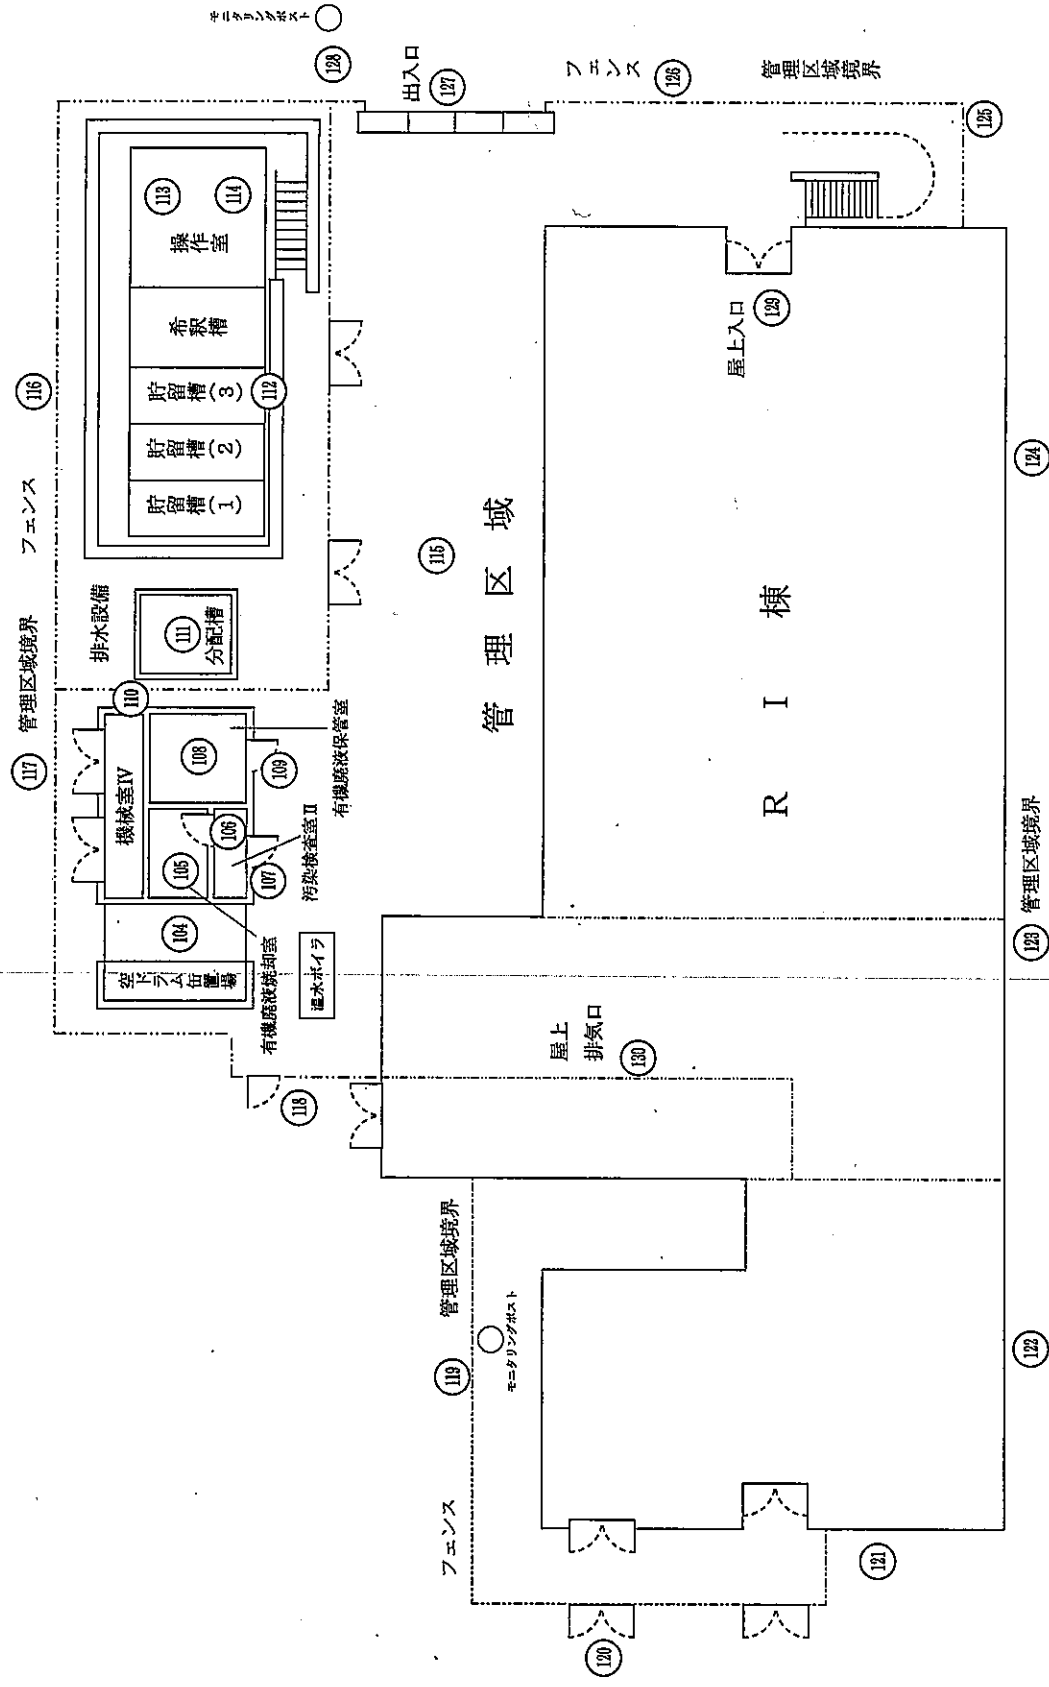 モニタリングポスト
128
出入口
127
フェンス
126
管理区域境界
125
116
フェンス
管理区域境界
117
113
114
操作室
希釈槽
貯留槽(3)
112
貯留槽(2)
貯留槽(1)
排水設備
111
分配槽
110
機械室Ⅳ
108
109
有機廃液保管室
105
106
107
汚染検査室Ⅱ
104
空ドラム缶置場
有機廃液焼却室
温水ボイラ
118
115
管理区域
RI棟
屋上入口
129
124
管理区域境界
123
屋上
排気口
130
管理区域境界
119
モニタリングポスト
フェンス
120
121
122